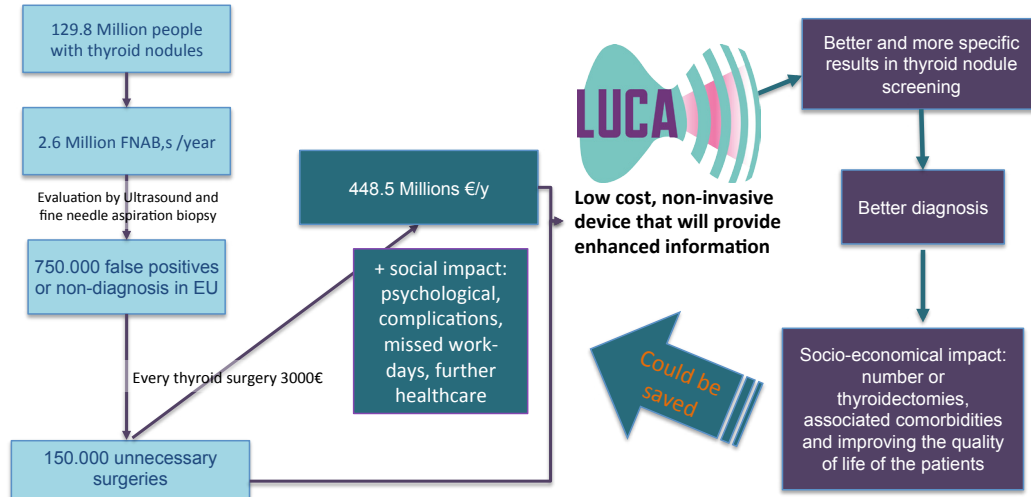 129.8 Million people
with thyroid nodules
2.6 Million FNAB,s /year
Evaluation by Ultrasound and
fine needle aspiration biopsy
750.000 false positives
or non-diagnosis in EU
Every thyroid surgery 3000€
150.000 unnecessary
surgeries
448.5 Millions €/y
+ social impact:
psychological,
complications,
missed work-
days, further
healthcare
LUCA
Low cost, non-invasive
device that will provide
enhanced information
Better and more specific
results in thyroid nodule
screening
Better diagnosis
Socio-economical impact:
number or
thyroidectomies,
associated comorbidities
and improving the quality
of life of the patients
Could be
saved